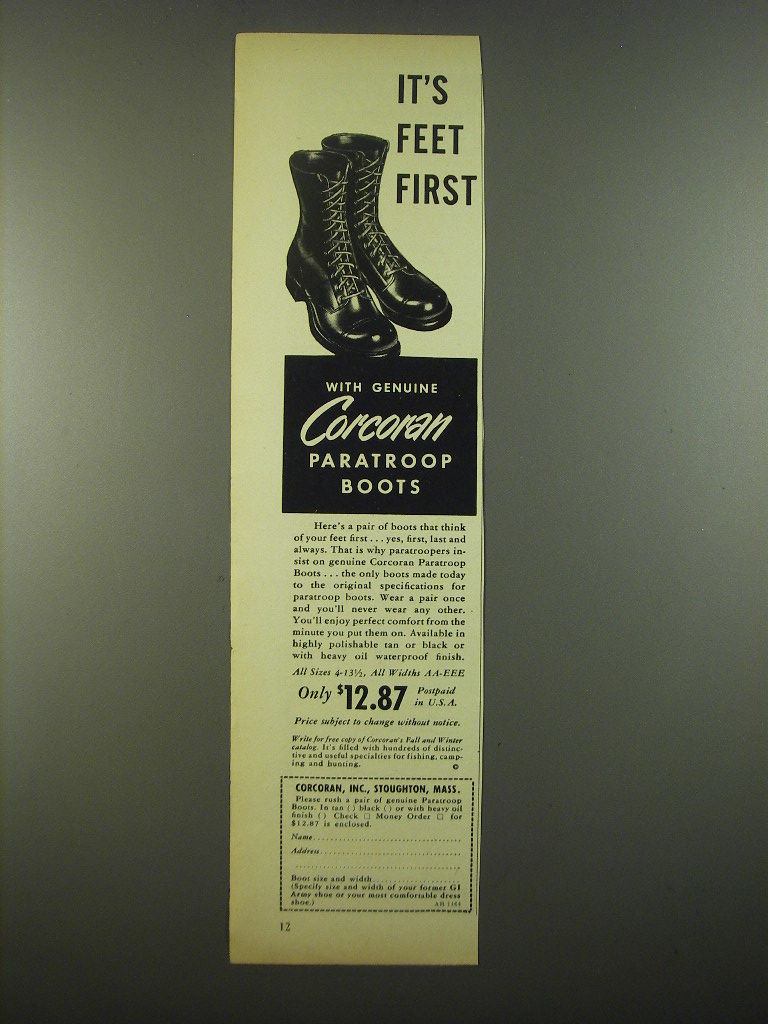 IT'S
FEET
FIRST
WITH GENUINE
Corcoran
PARATROOP
BOOTS
Here's a pair of boots that think
of your feet first . . . yes, first, last and
always. That is why paratroopers in-
sist on genuine Corcoran Paratroop
Boots . . . the only boots made today
to the original specifications for
paratroop boots. Wear a pair once
and you'll never wear any other.
You'll enjoy perfect comfort from the
minute you put them on. Available in
highly polishable tan or black or
with heavy oil waterproof finish.
All Sizes 4-13½, All Widths AA-EEE
Only $12.87 Postpaid
in U.S.A.
Price subject to change without notice.
Write for free copy of Corcoran's Fall and Winter
catalog. It's filled with hundreds of distinc-
tive and useful specialties for fishing, camp-
ing and hunting.
CORCORAN, INC., STOUGHTON, MASS.
Please rush a pair of genuine Paratroop
Boots. In tan ( ) black ( ) or with heavy oil
finish ( ) Check □ Money Order □ for
$12.87 is enclosed.
Name
Address
Boot size and width
(Specify size and width of your former GI
Army shoe or your most comfortable dress
shoe.)
12